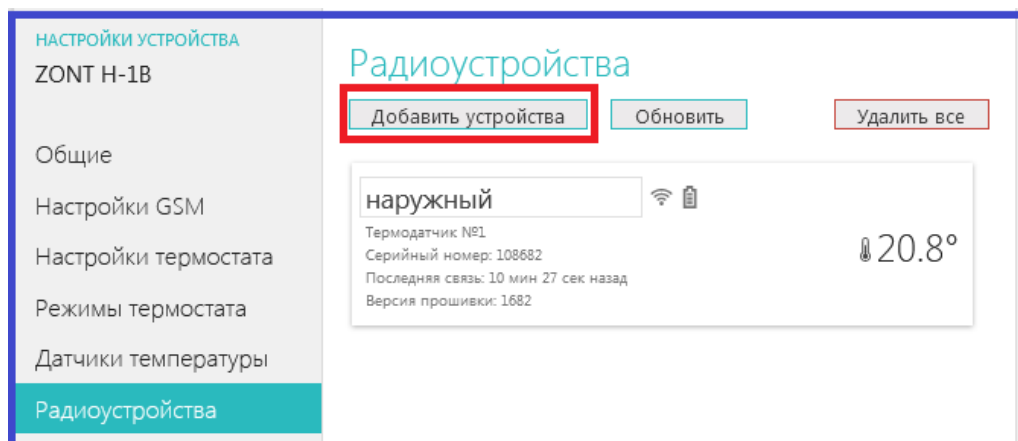 НАСТРОЙКИ УСТРОЙСТВА
ZONT H-1B
Общие
Настройки GSM
Настройки термостата
Режимы термостата
Датчики температуры
Радиоустройства
Радиоустройства
Добавить устройства
Обновить
Удалить все
наружный
Термодатчик №1
Серийный номер: 108682
Последняя связь: 10 мин 27 сек назад
Версия прошивки: 1682
20.8°